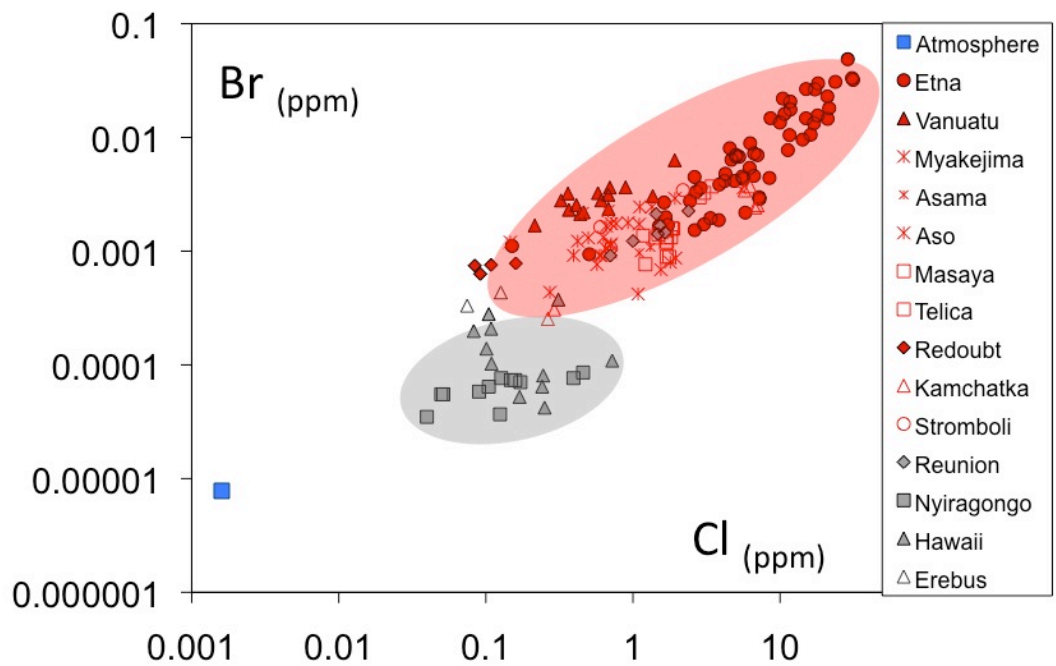 0.1
0.01
0.001
0.0001
0.00001
0.000001
Br (ppm)
Cl (ppm)
0.001
0.01
0.1
1
10
Atmosphere
Etna
Vanuatu
Myakejima
Asama
Aso
Masaya
Telica
Redoubt
Kamchatka
Stromboli
Reunion
Nyiragongo
Hawaii
Erebus